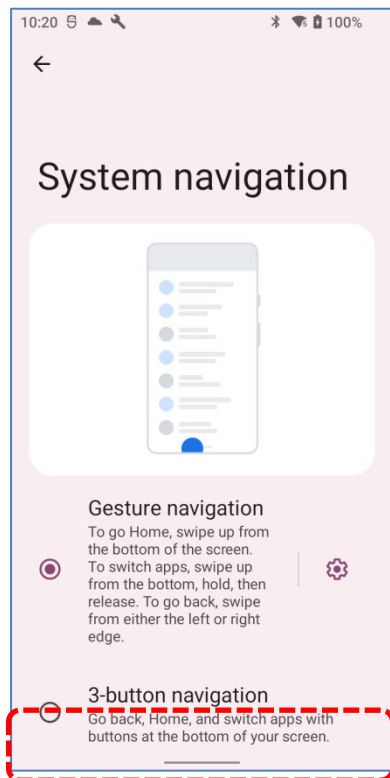 10:20 100%
System navigation
Gesture navigation
To go Home, swipe up from
the bottom of the screen.
To switch apps, swipe up
from the bottom, hold, then
release. To go back, swipe
from either the left or right
edge.
3-button navigation
Go back, Home, and switch apps with
buttons at the bottom of your screen.